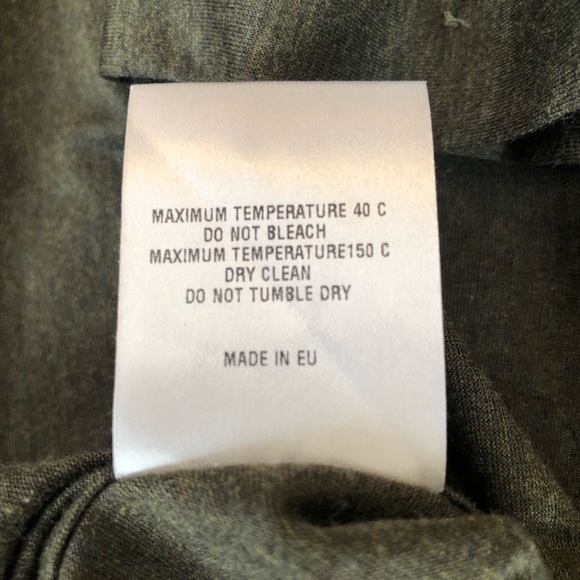 MAXIMUM TEMPERATURE 40 C
DO NOT BLEACH
MAXIMUM TEMPERATURE150 C
DRY CLEAN
DO NOT TUMBLE DRY
MADE IN EU